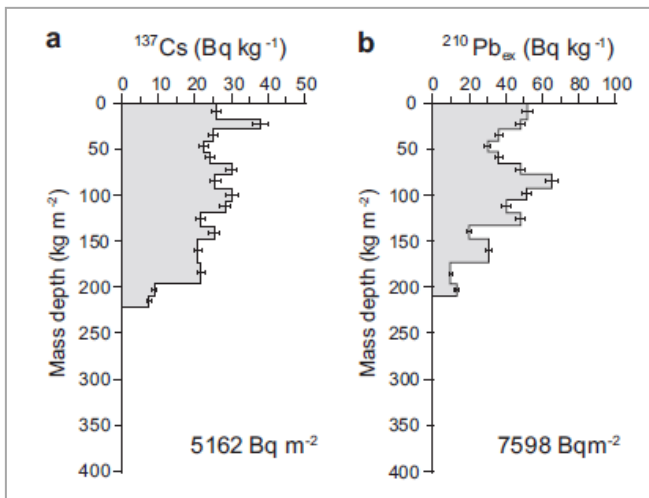 a
¹³⁷Cs (Bq kg⁻¹)
0 10 20 30 40 50
0
50
100
150
200
250
300
350
400
Mass depth (kg m⁻²)
5162 Bq m⁻²
b
²¹⁰Pbₑₓ (Bq kg⁻¹)
0 20 40 60 80 100
0
50
100
150
200
250
300
350
400
Mass depth (kg m⁻²)
7598 Bqm⁻²